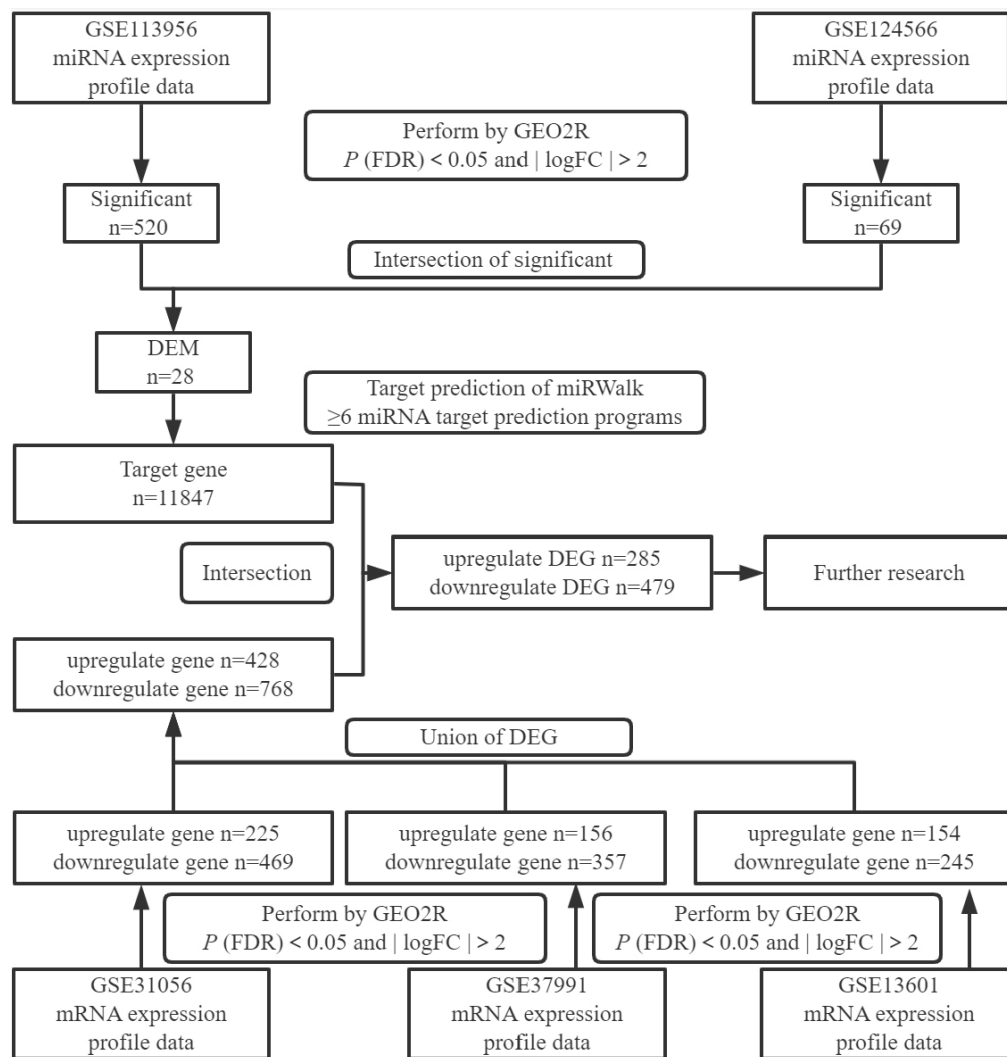 GSE113956
miRNA expression
profile data
GSE124566
miRNA expression
profile data
Perform by GEO2R
P (FDR) < 0.05 and | logFC | > 2
Significant
n=520
Significant
n=69
Intersection of significant
DEM
n=28
Target prediction of miRWalk
≥6 miRNA target prediction programs
Target gene
n=11847
Intersection
upregulate DEG n=285
downregulate DEG n=479
Further research
upregulate gene n=428
downregulate gene n=768
Union of DEG
upregulate gene n=225
downregulate gene n=469
upregulate gene n=156
downregulate gene n=357
upregulate gene n=154
downregulate gene n=245
Perform by GEO2R
P (FDR) < 0.05 and | logFC | > 2
Perform by GEO2R
P (FDR) < 0.05 and | logFC | > 2
GSE31056
mRNA expression
profile data
GSE37991
mRNA expression
profile data
GSE13601
mRNA expression
profile data